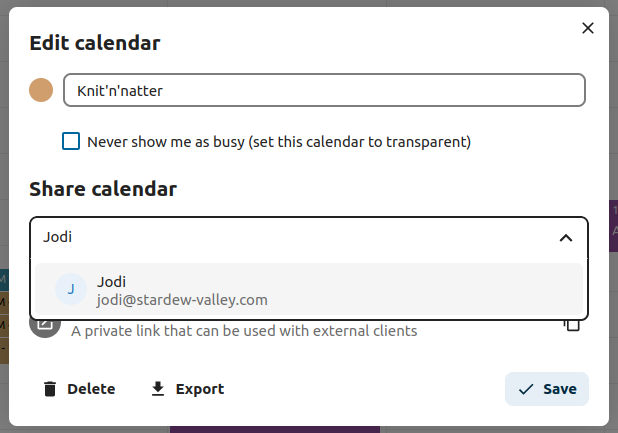 Edit calendar
Knit'n'natter
Never show me as busy (set this calendar to transparent)
Share calendar
Jodi
J
Jodi
jodi@stardew-valley.com
A private link that can be used with external clients
Delete
Export
Save